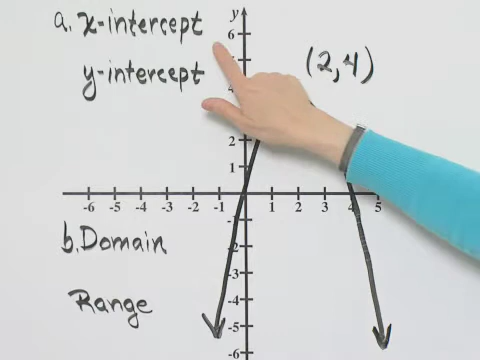 a. x-intercept
y-intercept
(2,4)
b. Domain
Range
y
6
2
1
-6 -5 -4 -3 -2 -1 1 2 3 4 5
-1
-2
-3
-4
-5
-6